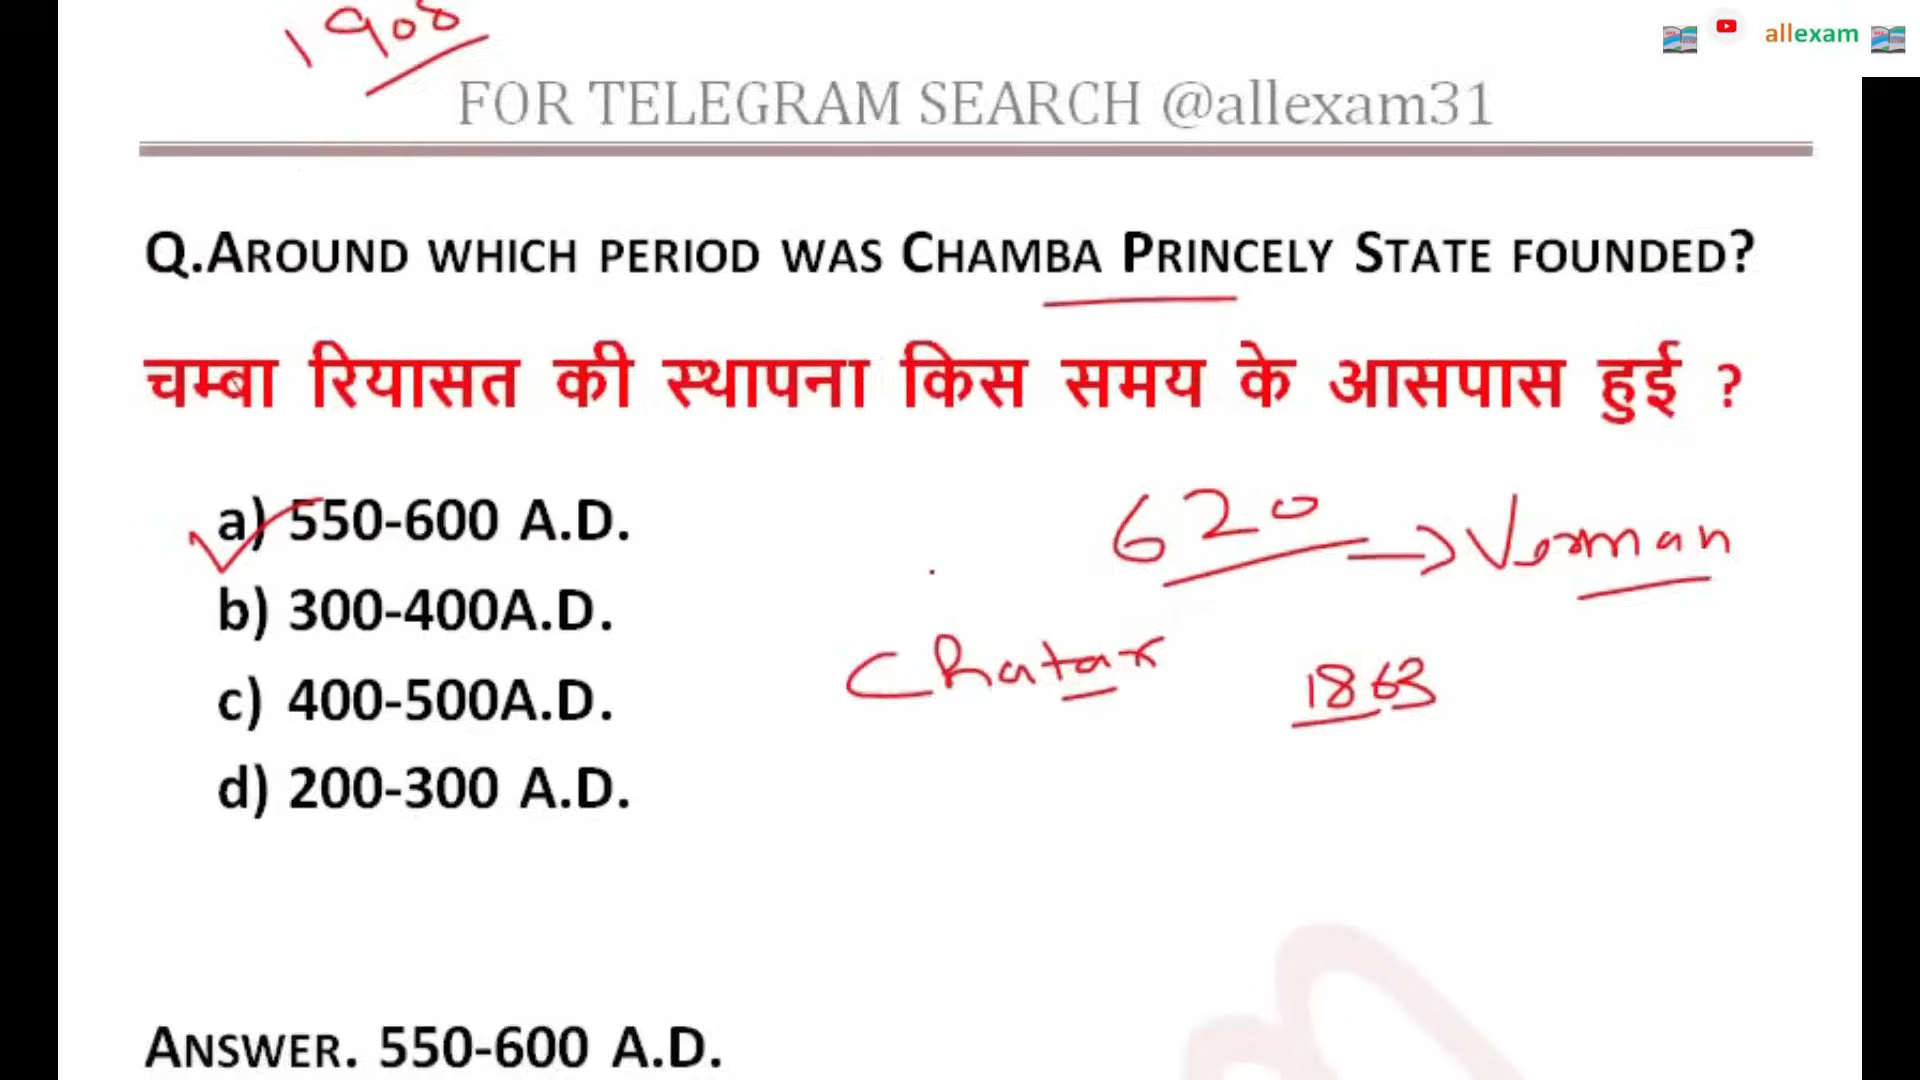 allexam
1908
FOR TELEGRAM SEARCH @allexam31
Q.AROUND WHICH PERIOD WAS CHAMBA PRINCELY STATE FOUNDED?
चम्बा रियासत की स्थापना किस समय के आसपास हुई ?
a) 550-600 A.D.
620 → Verman
b) 300-400A.D.
Chatar
1863
c) 400-500A.D.
d) 200-300 A.D.
ANSWER. 550-600 A.D.